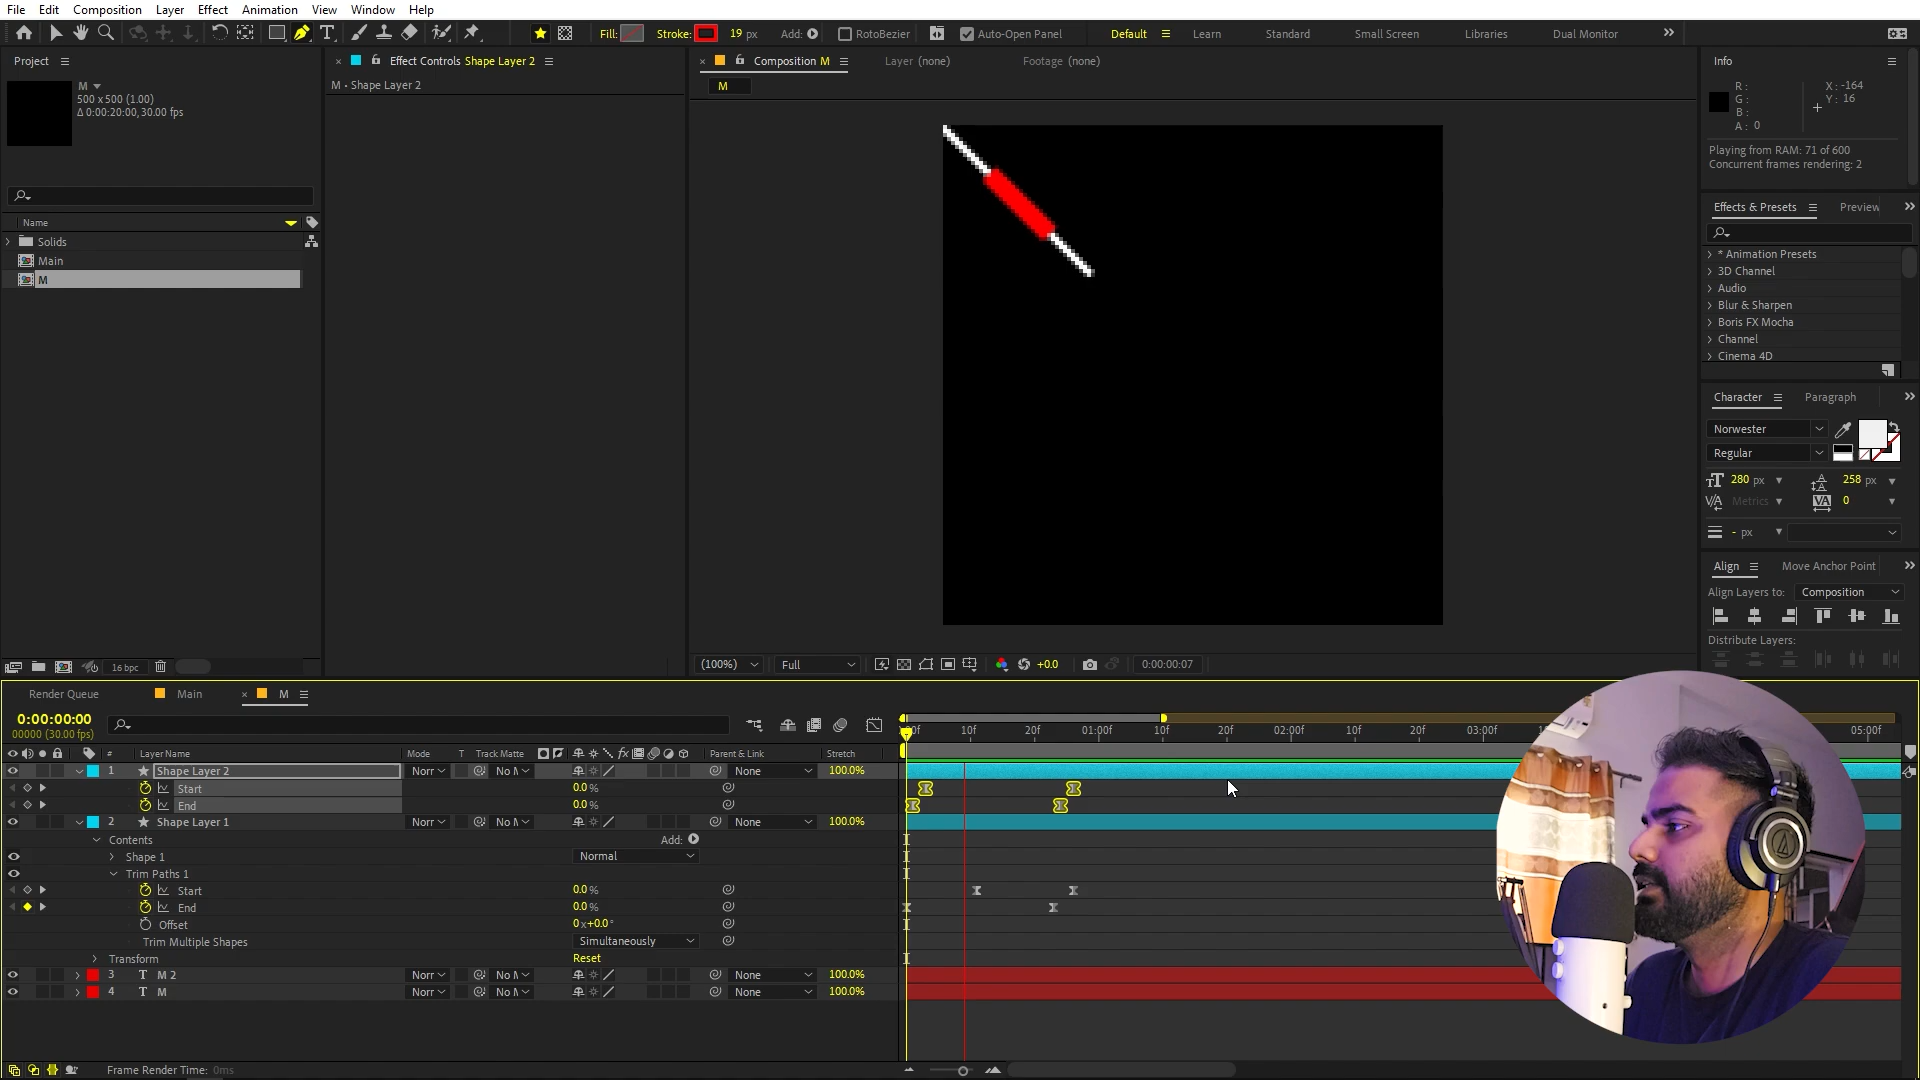 File Edit Composition Layer Effect Animation View Window Help
Fill: Stroke: 19 px Add: RotoBezier Auto-Open Panel Default Learn Standard Small Screen Libraries Dual Monitor
Project
M
500 x 500 (1.00)
Δ 0:00:20:00, 30.00 fps
Name
Solids
Main
M
16 bpc
Effect Controls Shape Layer 2
M • Shape Layer 2
Composition M Layer (none) Footage (none)
M
(100%) Full +0.0 0:00:00:07
Info
R :
G :
B :
A : 0
X : -164
Y : 16
Playing from RAM: 71 of 600
Concurrent frames rendering: 2
Effects & Presets Preview
* Animation Presets
3D Channel
Audio
Blur & Sharpen
Boris FX Mocha
Channel
Cinema 4D
Character Paragraph
Norwester
Regular
280 px 258 px
Metrics 0
- px
Align Move Anchor Point
Align Layers to: Composition
Distribute Layers:
Render Queue Main M
0:00:00:00
00000 (30.00 fps)
# Layer Name Mode T Track Matte Parent & Link Stretch
00f 10f 20f 01:00f 10f 20f 02:00f 10f 20f 03:00f 05:00f
1 Shape Layer 2 Norr No M None 100.0%
Start 0.0 %
End 0.0 %
2 Shape Layer 1 Norr No M None 100.0%
Contents Add:
Shape 1 Normal
Trim Paths 1
Start 0.0 %
End 0.0 %
Offset 0 x+0.0 °
Trim Multiple Shapes Simultaneously
Transform Reset
3 T M 2 Norr No M None 100.0%
4 T M Norr No M None 100.0%
Frame Render Time: 0ms